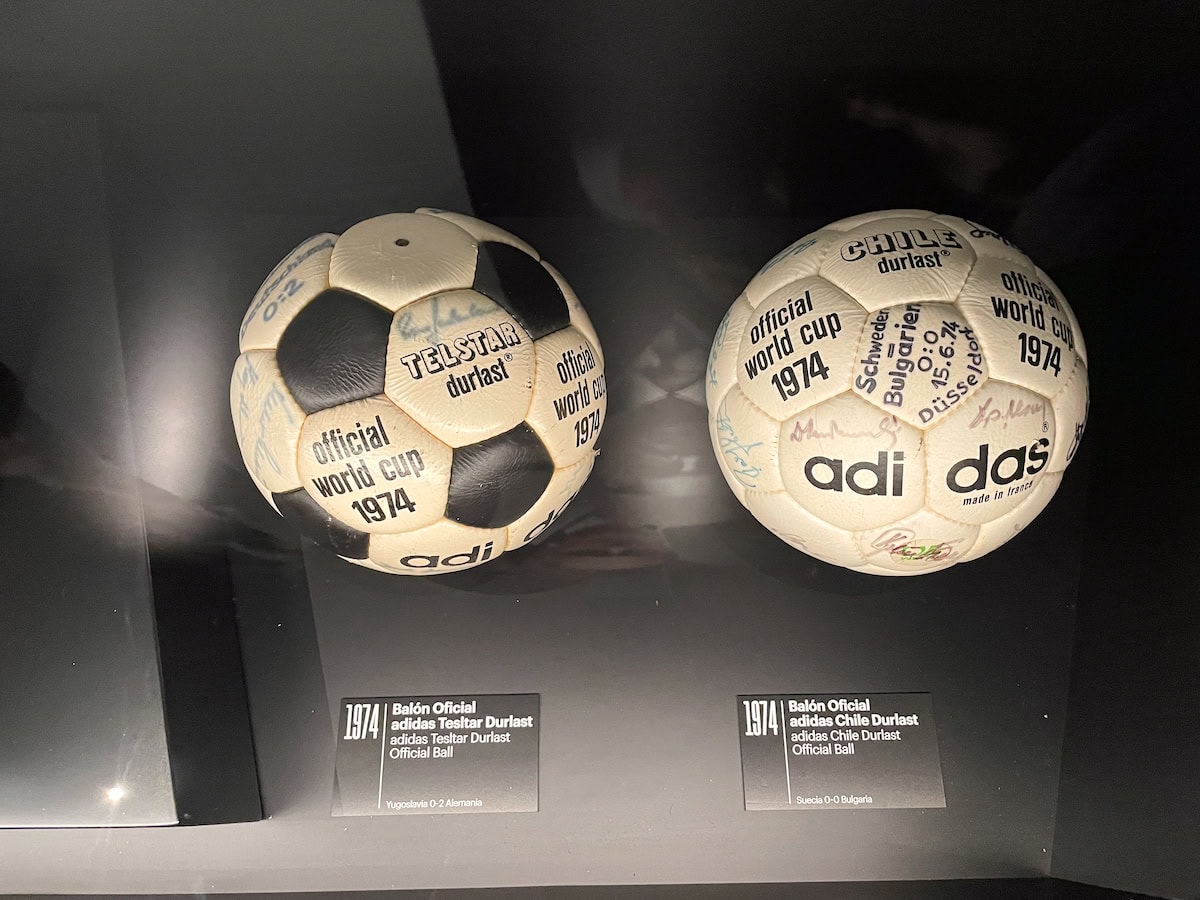 0:2
TELSTAR
durlast®
official
world cup
1974
official
world cup
1974
adi
CHILE
durlast®
official
world cup
1974
official
world cup
1974
Schweden
Bulgarien
0:0
15.6.74
Düsseldorf
adi
das®
made in france
1974
Balón Oficial
adidas Tesltar Durlast
adidas Tesltar Durlast
Official Ball
Yugoslavia 0-2 Alemania
1974
Balón Oficial
adidas Chile Durlast
adidas Chile Durlast
Official Ball
Suecia 0-0 Bulgaria